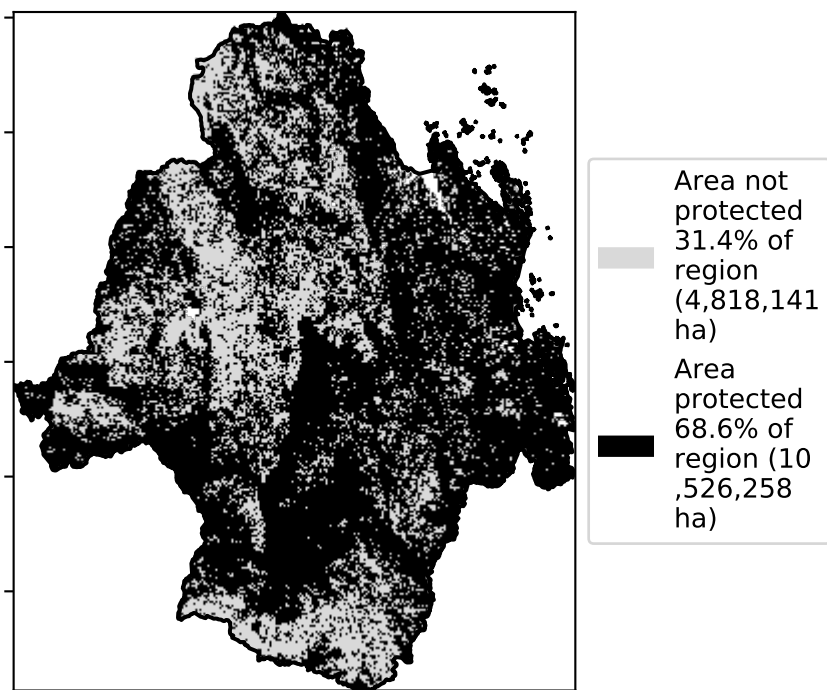 Area not
protected
31.4% of
region
(4,818,141
ha)
Area
protected
68.6% of
region (10
,526,258
ha)